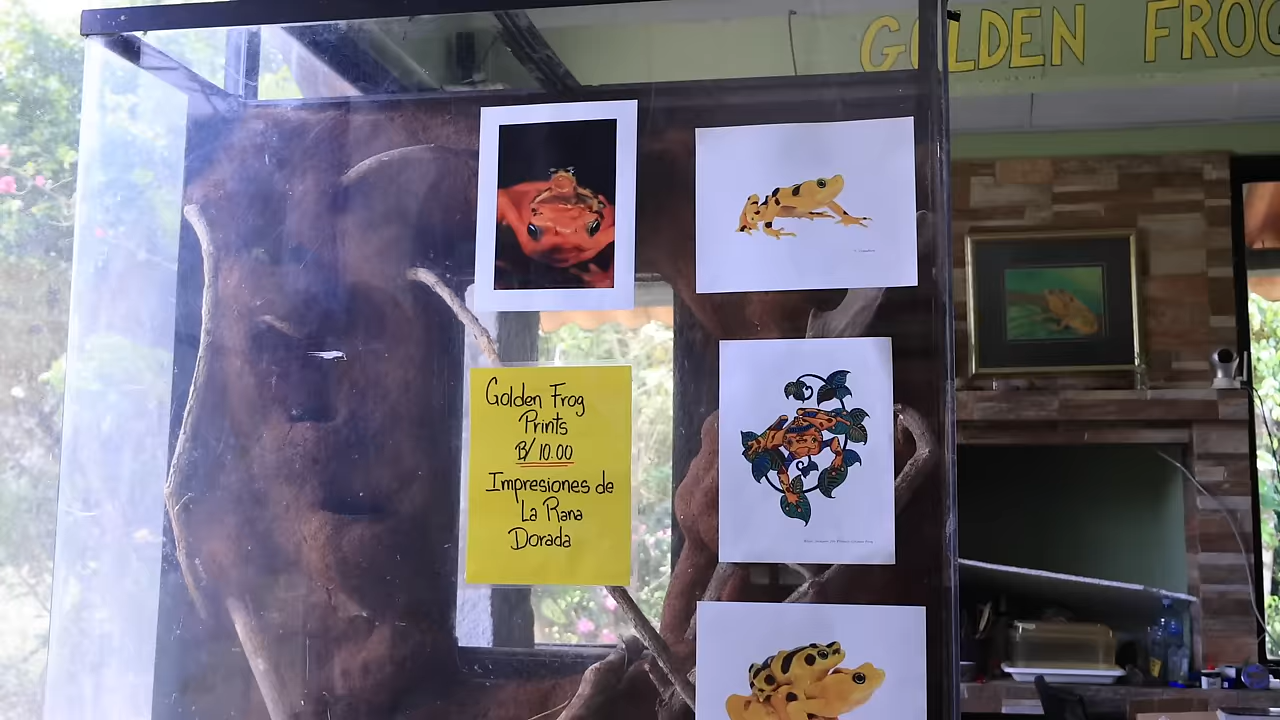 GOLDEN FROG
Golden Frog
Prints
B/ 10.00
Impresiones de
La Rana
Dorada